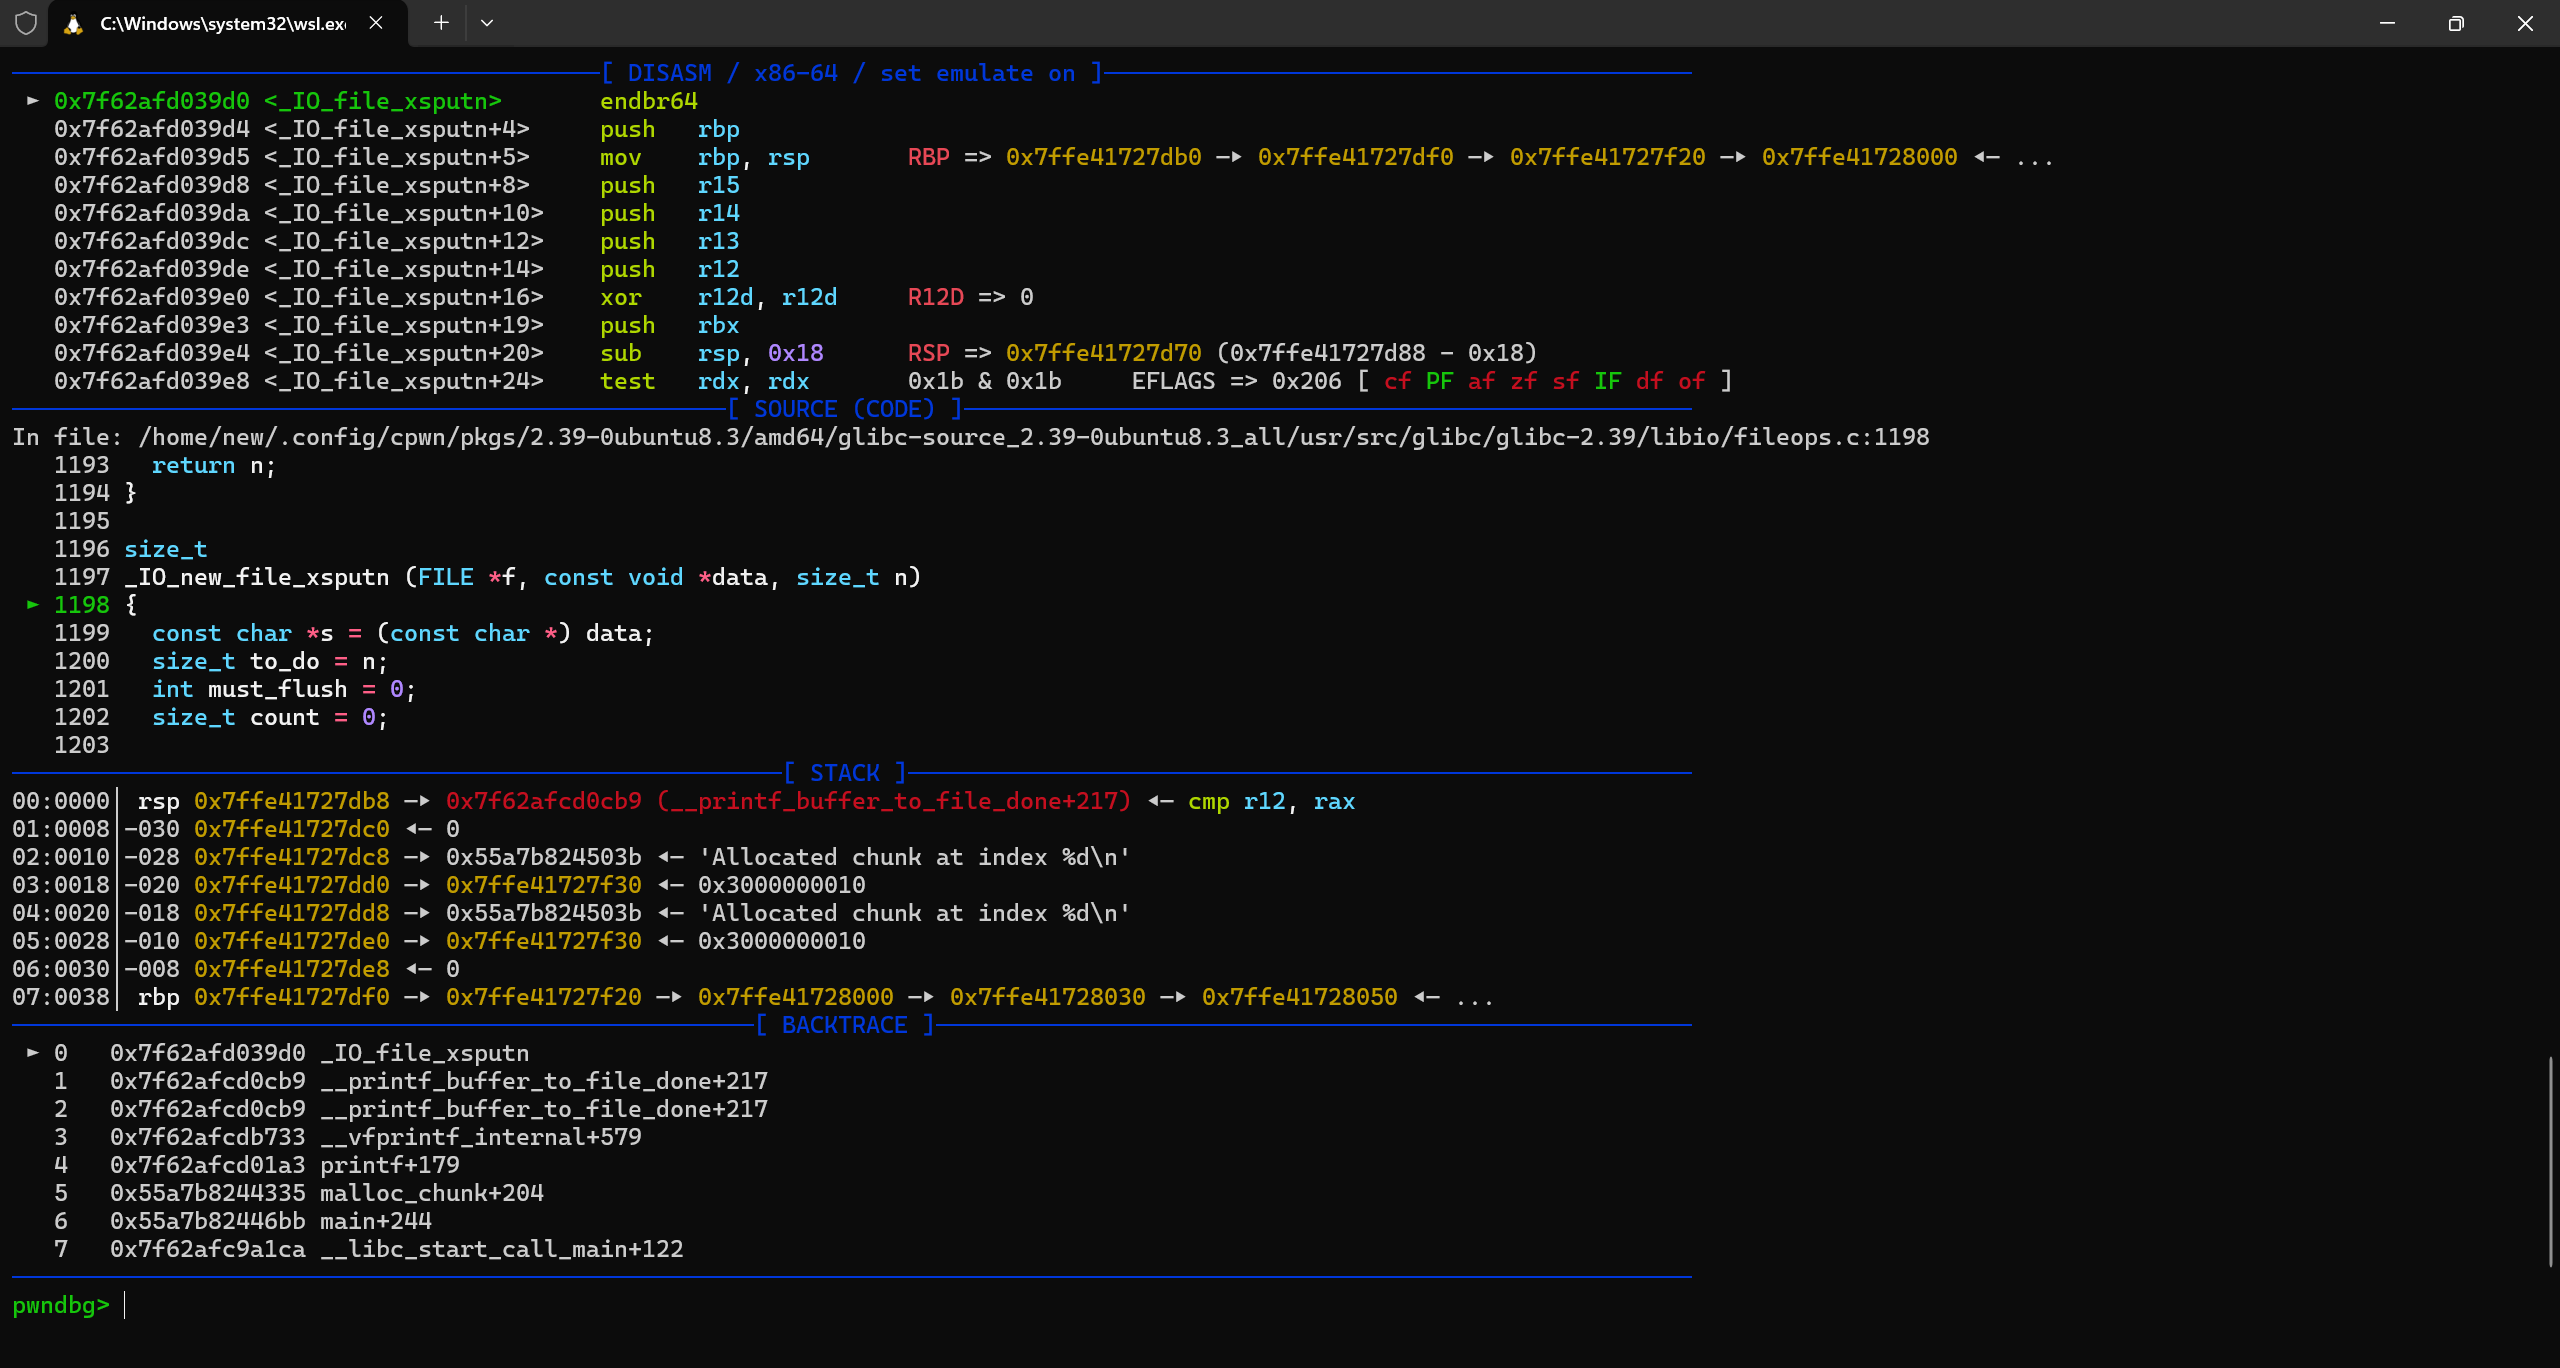 C:\Windows\system32\wsl.exe
[ DISASM / x86-64 / set emulate on ]
► 0x7f62afd039d0 <_IO_file_xsputn> endbr64
0x7f62afd039d4 <_IO_file_xsputn+4> push rbp
0x7f62afd039d5 <_IO_file_xsputn+5> mov rbp, rsp RBP => 0x7ffe41727db0 —▸ 0x7ffe41727df0 —▸ 0x7ffe41727f20 —▸ 0x7ffe41728000 ◂— ...
0x7f62afd039d8 <_IO_file_xsputn+8> push r15
0x7f62afd039da <_IO_file_xsputn+10> push r14
0x7f62afd039dc <_IO_file_xsputn+12> push r13
0x7f62afd039de <_IO_file_xsputn+14> push r12
0x7f62afd039e0 <_IO_file_xsputn+16> xor r12d, r12d R12D => 0
0x7f62afd039e3 <_IO_file_xsputn+19> push rbx
0x7f62afd039e4 <_IO_file_xsputn+20> sub rsp, 0x18 RSP => 0x7ffe41727d70 (0x7ffe41727d88 - 0x18)
0x7f62afd039e8 <_IO_file_xsputn+24> test rdx, rdx 0x1b & 0x1b EFLAGS => 0x206 [ cf PF af zf sf IF df of ]
[ SOURCE (CODE) ]
In file: /home/new/.config/cpwn/pkgs/2.39-0ubuntu8.3/amd64/glibc-source_2.39-0ubuntu8.3_all/usr/src/glibc/glibc-2.39/libio/fileops.c:1198
1193 return n;
1194 }
1195
1196 size_t
1197 _IO_new_file_xsputn (FILE *f, const void *data, size_t n)
► 1198 {
1199 const char *s = (const char *) data;
1200 size_t to_do = n;
1201 int must_flush = 0;
1202 size_t count = 0;
1203
[ STACK ]
00:0000│ rsp 0x7ffe41727db8 —▸ 0x7f62afcd0cb9 (__printf_buffer_to_file_done+217) ◂— cmp r12, rax
01:0008│-030 0x7ffe41727dc0 ◂— 0
02:0010│-028 0x7ffe41727dc8 —▸ 0x55a7b824503b ◂— 'Allocated chunk at index %d\n'
03:0018│-020 0x7ffe41727dd0 —▸ 0x7ffe41727f30 ◂— 0x3000000010
04:0020│-018 0x7ffe41727dd8 —▸ 0x55a7b824503b ◂— 'Allocated chunk at index %d\n'
05:0028│-010 0x7ffe41727de0 —▸ 0x7ffe41727f30 ◂— 0x3000000010
06:0030│-008 0x7ffe41727de8 ◂— 0
07:0038│ rbp 0x7ffe41727df0 —▸ 0x7ffe41727f20 —▸ 0x7ffe41728000 —▸ 0x7ffe41728030 —▸ 0x7ffe41728050 ◂— ...
[ BACKTRACE ]
► 0 0x7f62afd039d0 _IO_file_xsputn
1 0x7f62afcd0cb9 __printf_buffer_to_file_done+217
2 0x7f62afcd0cb9 __printf_buffer_to_file_done+217
3 0x7f62afcdb733 __vfprintf_internal+579
4 0x7f62afcd01a3 printf+179
5 0x55a7b8244335 malloc_chunk+204
6 0x55a7b82446bb main+244
7 0x7f62afc9a1ca __libc_start_call_main+122
pwndbg>